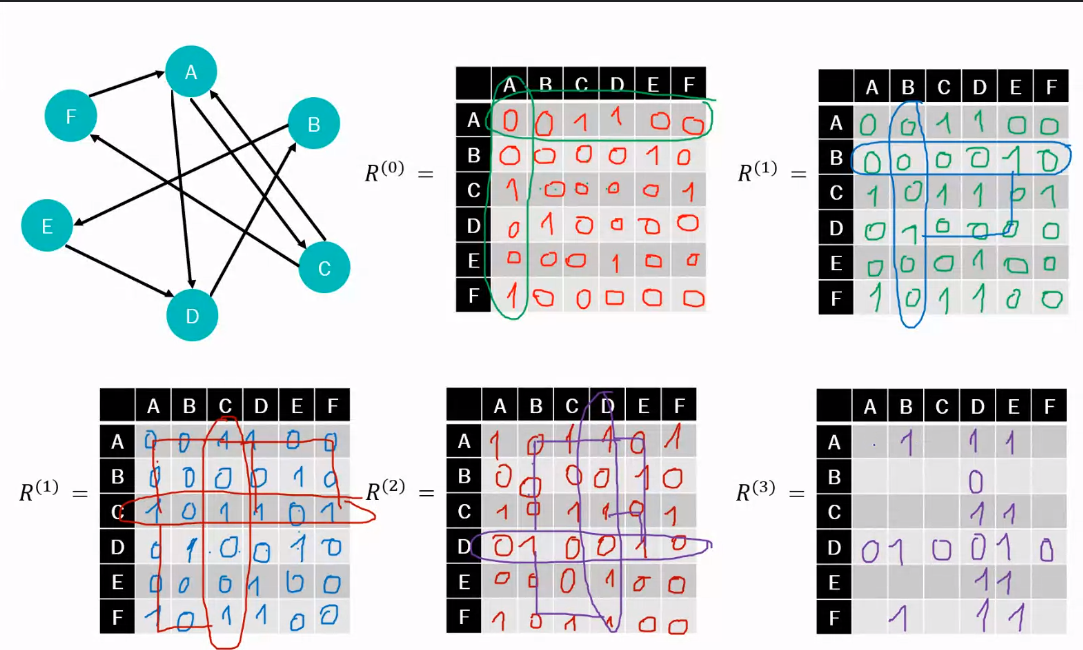 A
F
B
E
C
D
R(0) =
A B C D E F
A 0 0 1 1 0 0
B 0 0 0 0 1 0
C 1 0 0 0 0 1
D 0 1 0 0 0 0
E 0 0 0 1 0 0
F 1 0 0 0 0 0
R(1) =
A B C D E F
A 0 0 1 1 0 0
B 0 0 0 0 1 0
C 1 0 1 1 0 1
D 0 1 0 0 0 0
E 0 0 0 1 0 0
F 1 0 1 1 0 0
R(1) =
A B C D E F
A 0 0 1 1 0 0
B 0 0 0 0 1 0
C 1 0 1 1 0 1
D 0 1 0 0 1 0
E 0 0 0 1 0 0
F 1 0 1 1 0 0
R(2) =
A B C D E F
A 1 0 1 1 0 1
B 0 0 0 0 1 0
C 1 0 1 1 0 1
D 0 1 0 0 1 0
E 0 0 0 1 0 0
F 1 0 1 1 0 0
R(3) =
A B C D E F
A 1 1 1
B 0
C 1 1
D 0 1 0 0 1 0
E 1 1
F 1 1 1